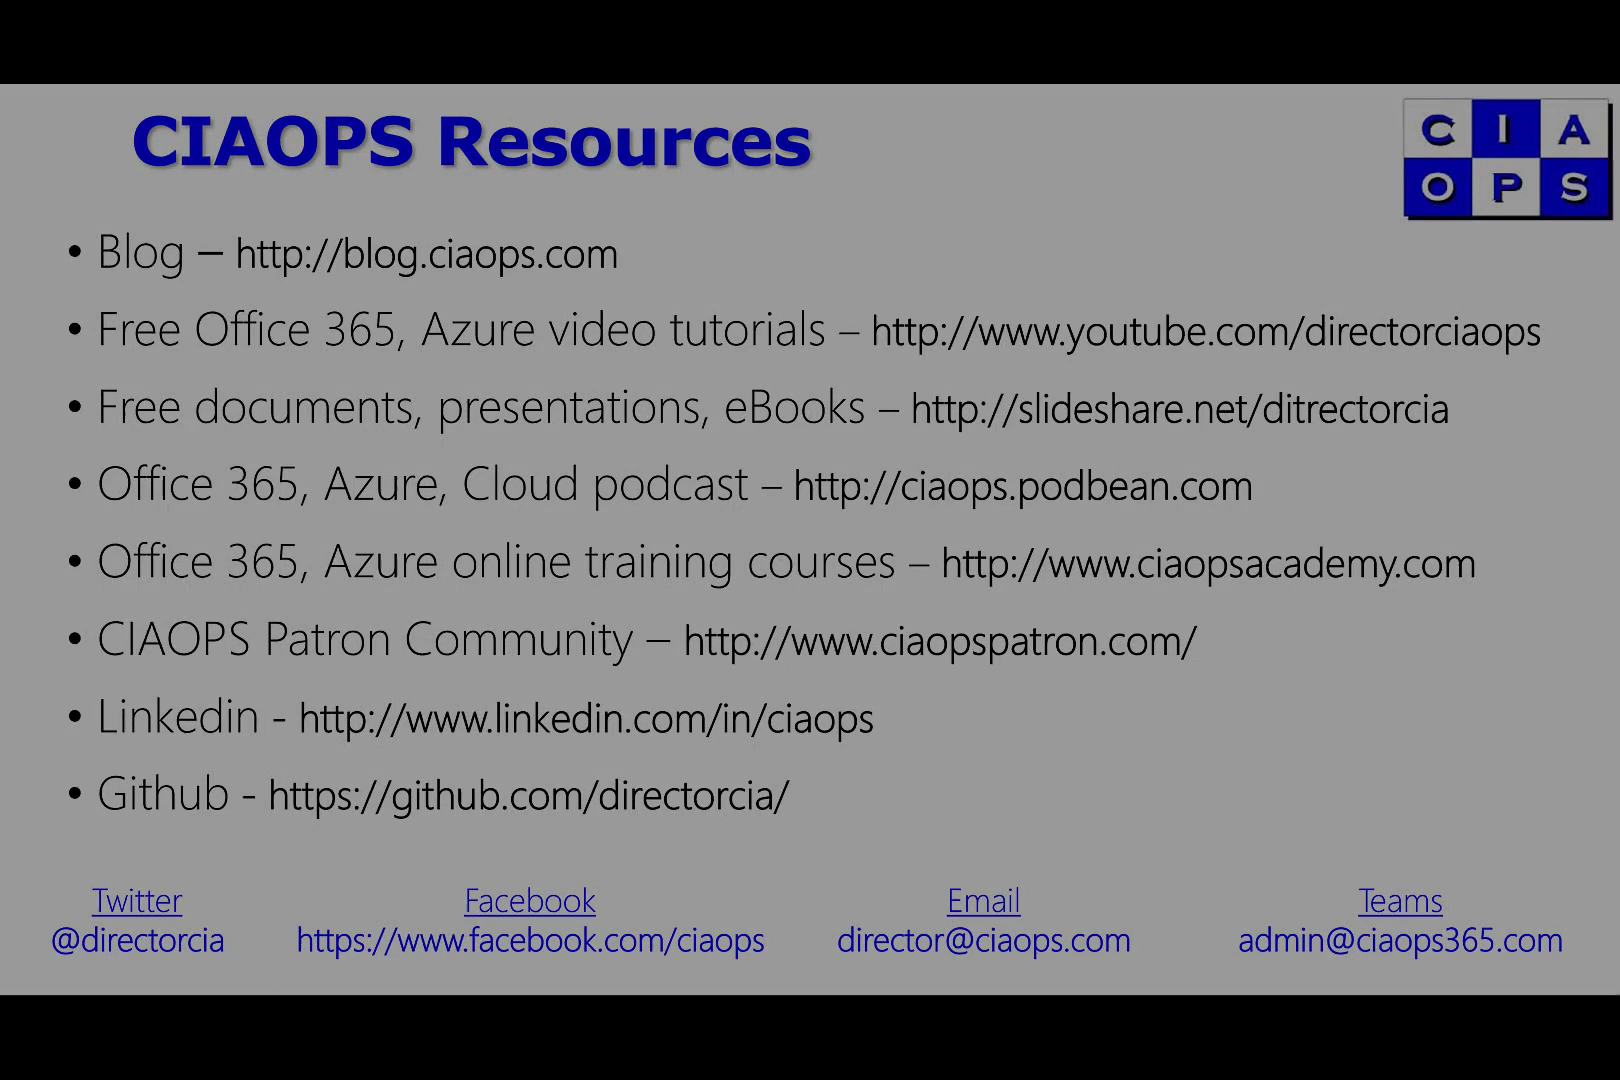 CIAOPS Resources
C I A
O P S
• Blog – http://blog.ciaops.com
• Free Office 365, Azure video tutorials – http://www.youtube.com/directorciaops
• Free documents, presentations, eBooks – http://slideshare.net/ditrectorcia
• Office 365, Azure, Cloud podcast – http://ciaops.podbean.com
• Office 365, Azure online training courses – http://www.ciaopsacademy.com
• CIAOPS Patron Community – http://www.ciaopspatron.com/
• Linkedin - http://www.linkedin.com/in/ciaops
• Github - https://github.com/directorcia/
Twitter Facebook Email Teams
@directorcia https://www.facebook.com/ciaops director@ciaops.com admin@ciaops365.com